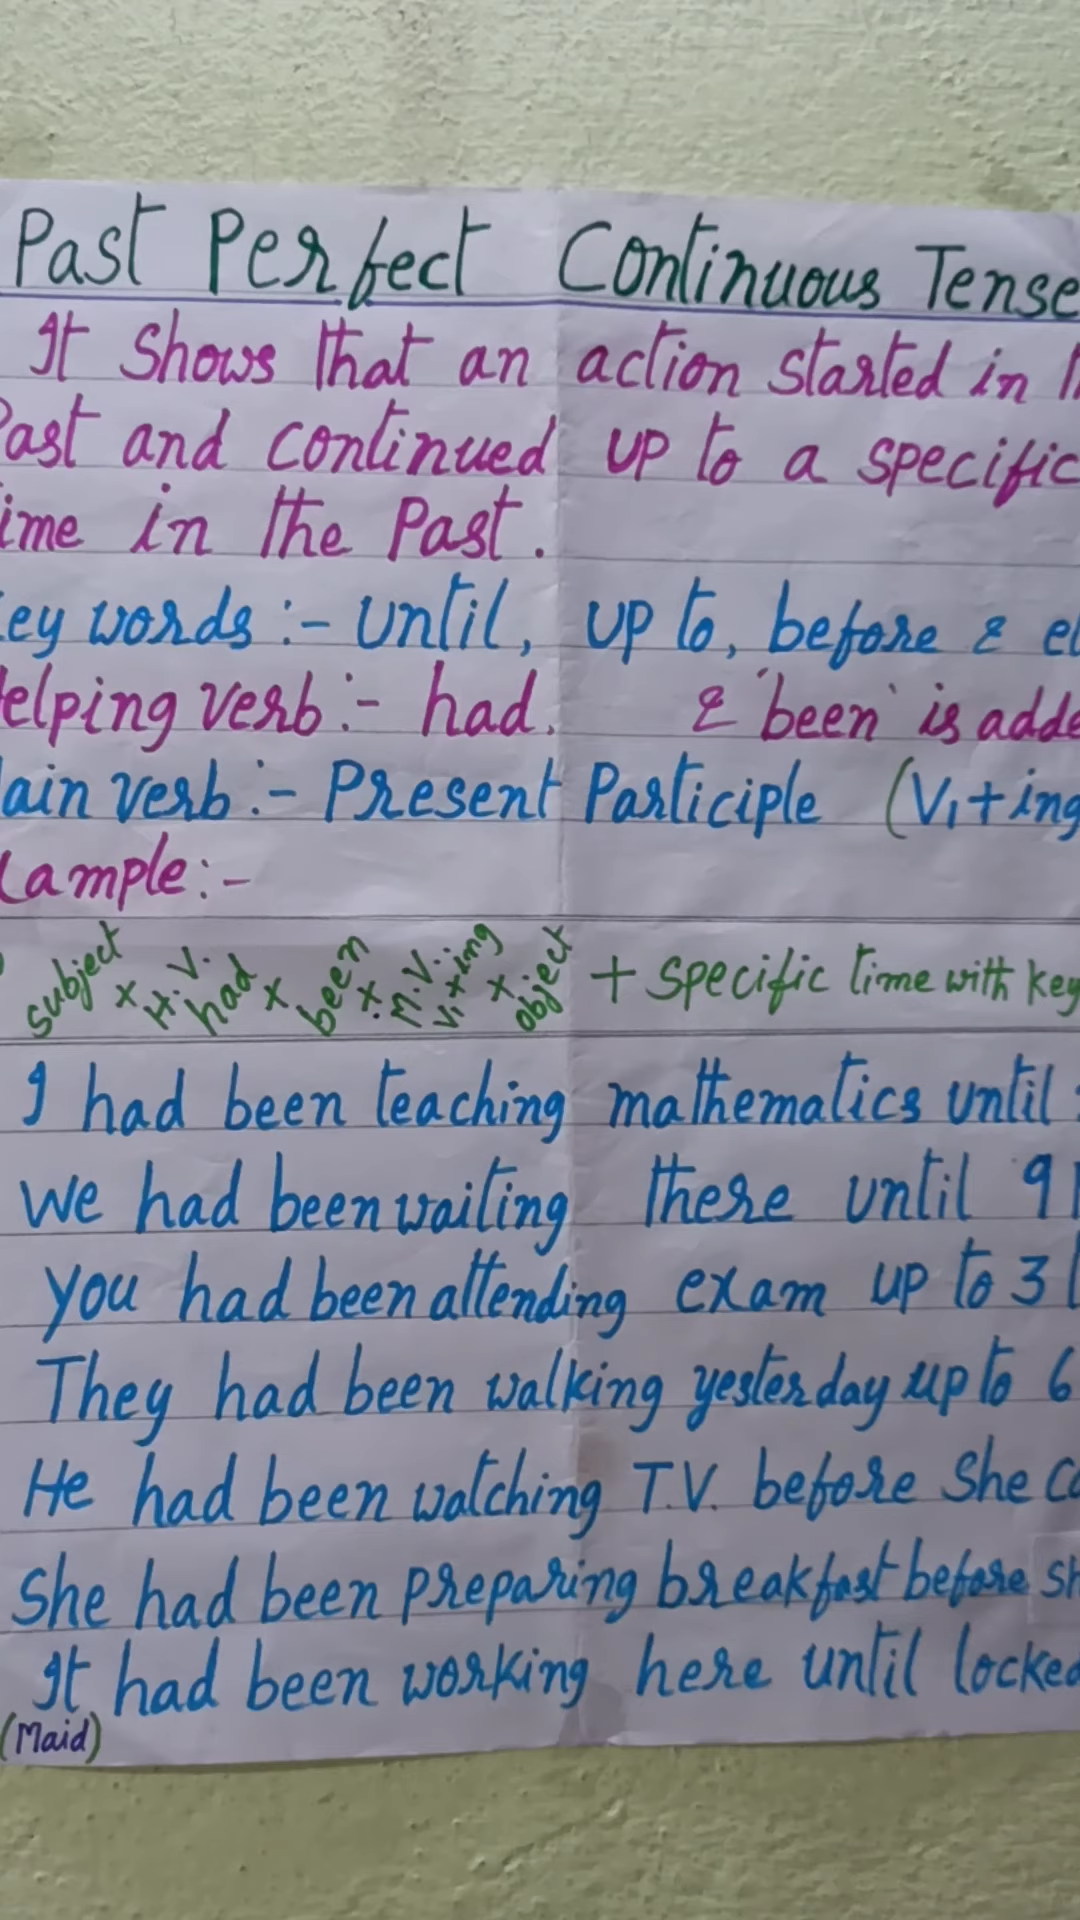 Past Perfect Continuous Tense
It shows that an action started in
Past and continued up to a specific
ime in the Past.
ey words :- until, up to, before & e
elping verb :- had. & 'been' is adde
ain verb :- Present Participle (V1+ing
ample :-
subject x H.V. had x been x M.V. V1 x ing x object + specific time with key
I had been teaching mathematics until
We had been waiting there until 9
You had been attending exam up to 3
They had been walking yesterday up to 6
He had been watching T.V. before she c
She had been preparing breakfast before s
It had been working here until locked
(Maid)